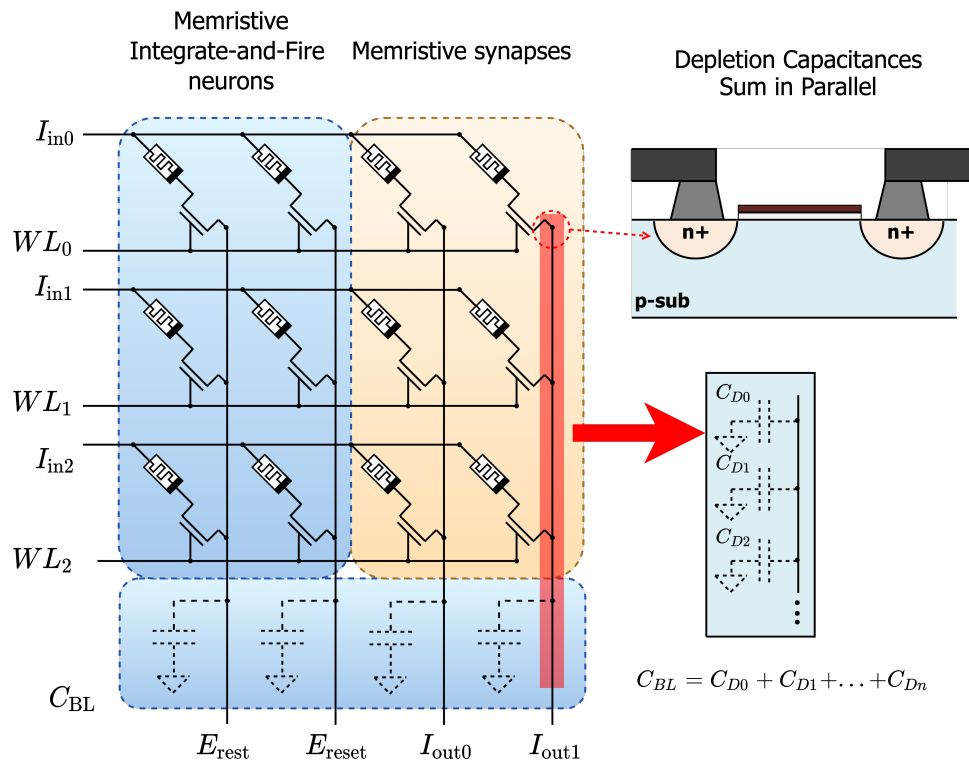 Memristive
Integrate-and-Fire
neurons
Memristive synapses
Depletion Capacitances
Sum in Parallel
I_in0
WL_0
I_in1
WL_1
I_in2
WL_2
C_BL
E_rest
E_reset
I_out0
I_out1
n+
n+
p-sub
C_D0
C_D1
C_D2
C_BL = C_D0 + C_D1+...+C_Dn